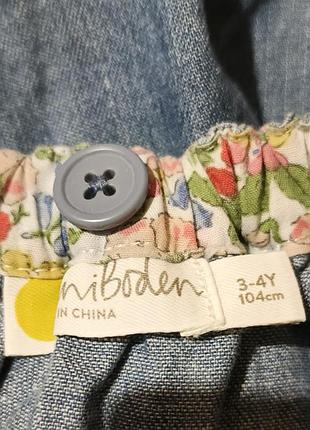 niBoden
IN CHINA
3-4Y
104cm